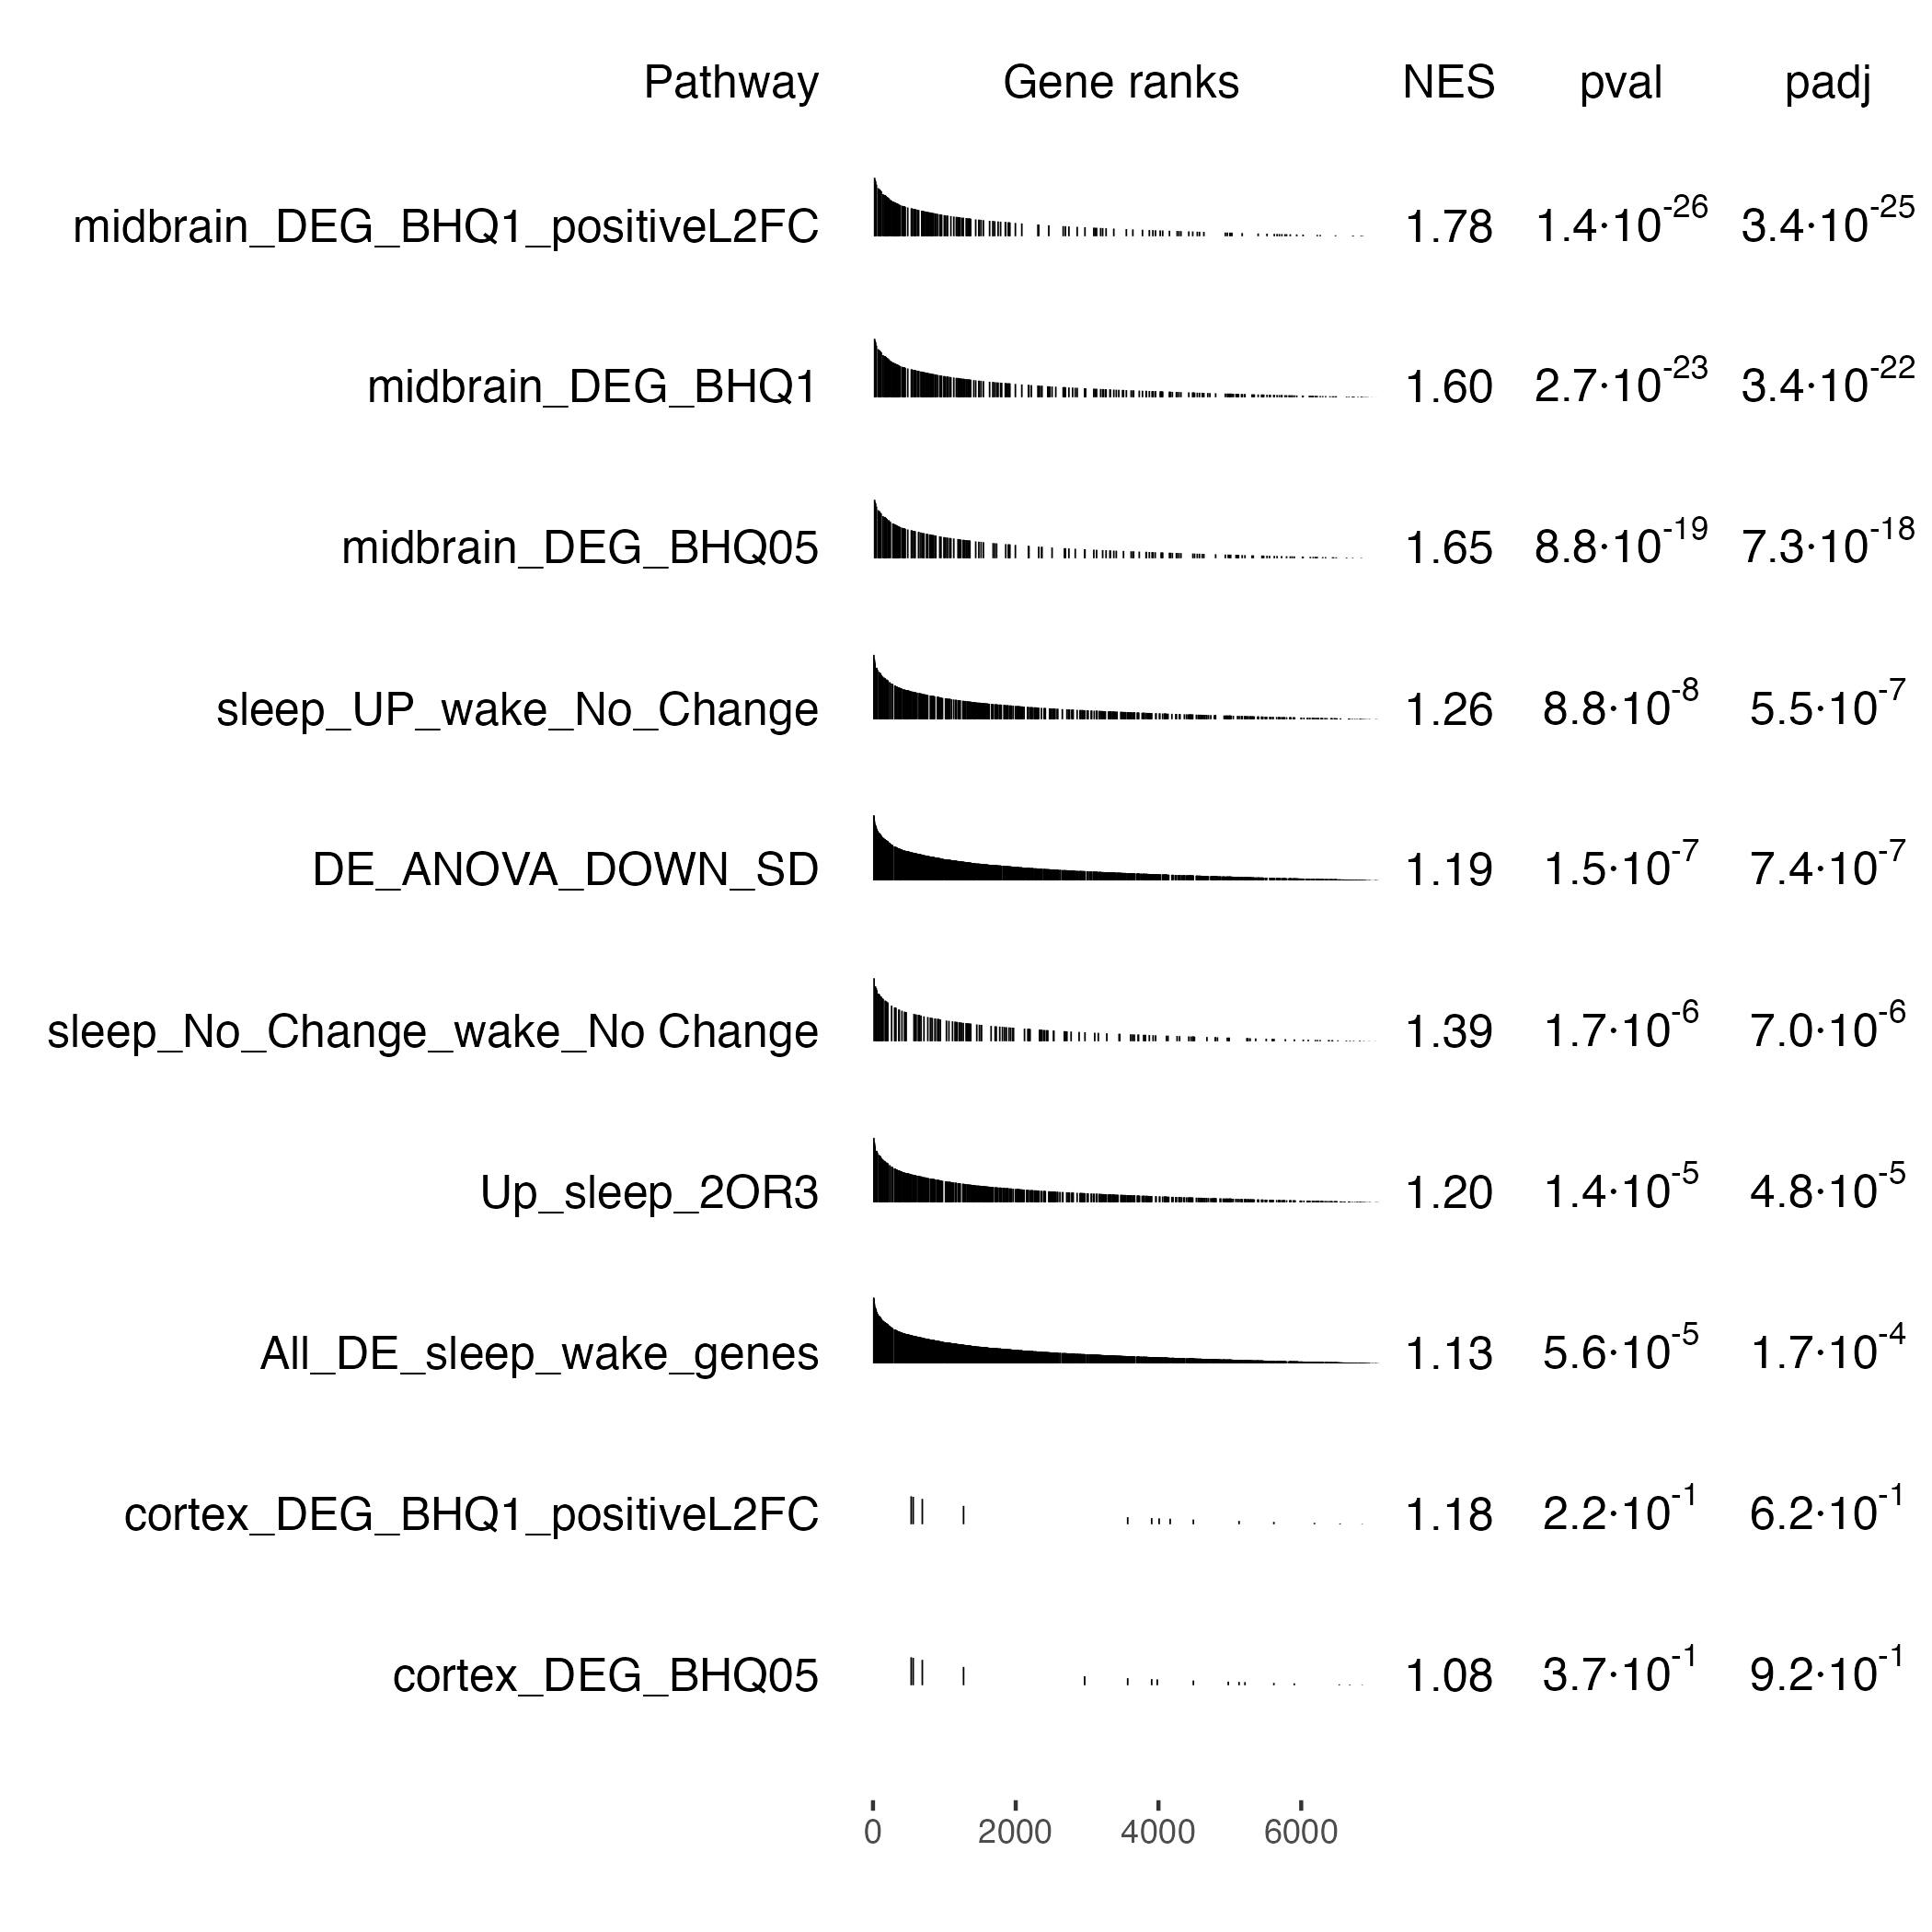 Pathway Gene ranks NES pval padj
midbrain_DEG_BHQ1_positiveL2FC 1.78 1.4·10⁻²⁶ 3.4·10⁻²⁵
midbrain_DEG_BHQ1 1.60 2.7·10⁻²³ 3.4·10⁻²²
midbrain_DEG_BHQ05 1.65 8.8·10⁻¹⁹ 7.3·10⁻¹⁸
sleep_UP_wake_No_Change 1.26 8.8·10⁻⁸ 5.5·10⁻⁷
DE_ANOVA_DOWN_SD 1.19 1.5·10⁻⁷ 7.4·10⁻⁷
sleep_No_Change_wake_No Change 1.39 1.7·10⁻⁶ 7.0·10⁻⁶
Up_sleep_2OR3 1.20 1.4·10⁻⁵ 4.8·10⁻⁵
All_DE_sleep_wake_genes 1.13 5.6·10⁻⁵ 1.7·10⁻⁴
cortex_DEG_BHQ1_positiveL2FC 1.18 2.2·10⁻¹ 6.2·10⁻¹
cortex_DEG_BHQ05 1.08 3.7·10⁻¹ 9.2·10⁻¹
0 2000 4000 6000